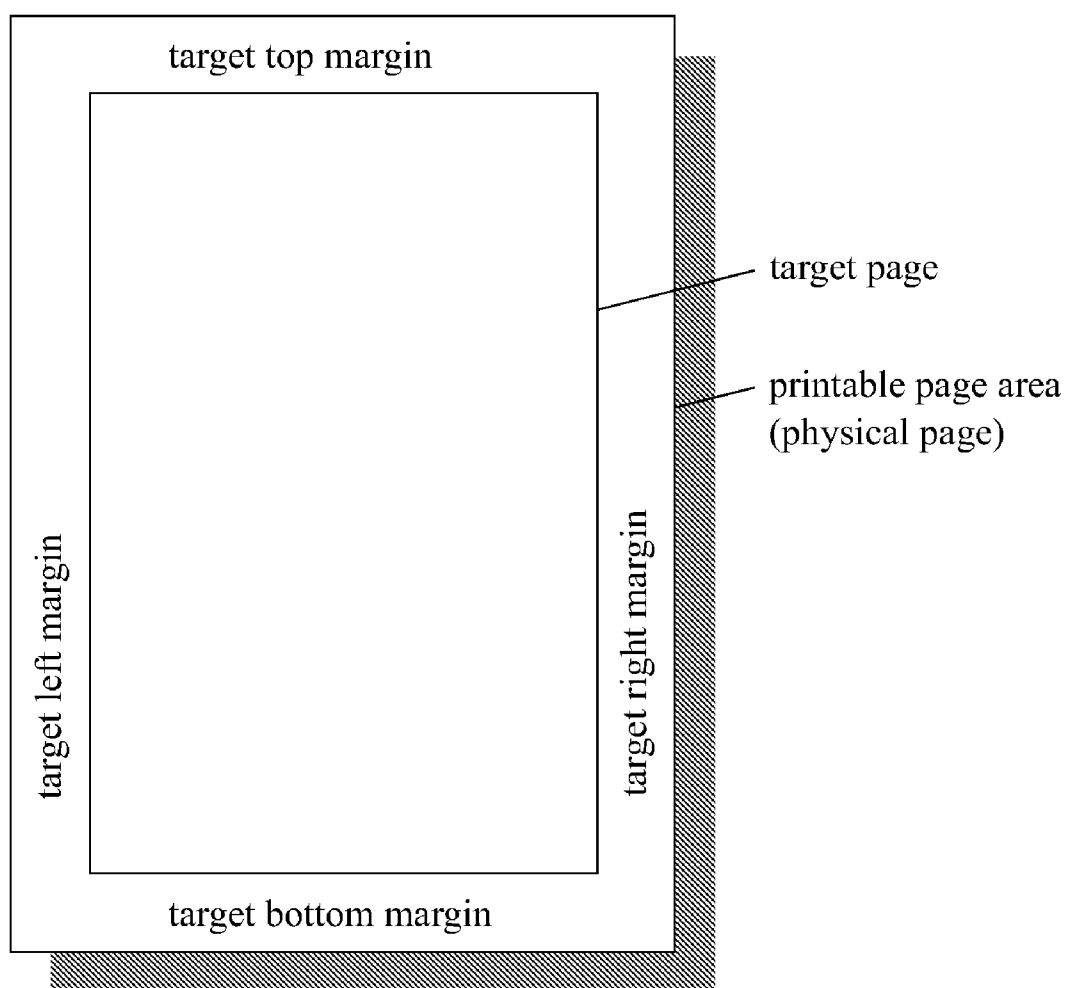 target top margin
target page
printable page area
(physical page)
target left margin
target right margin
target bottom margin